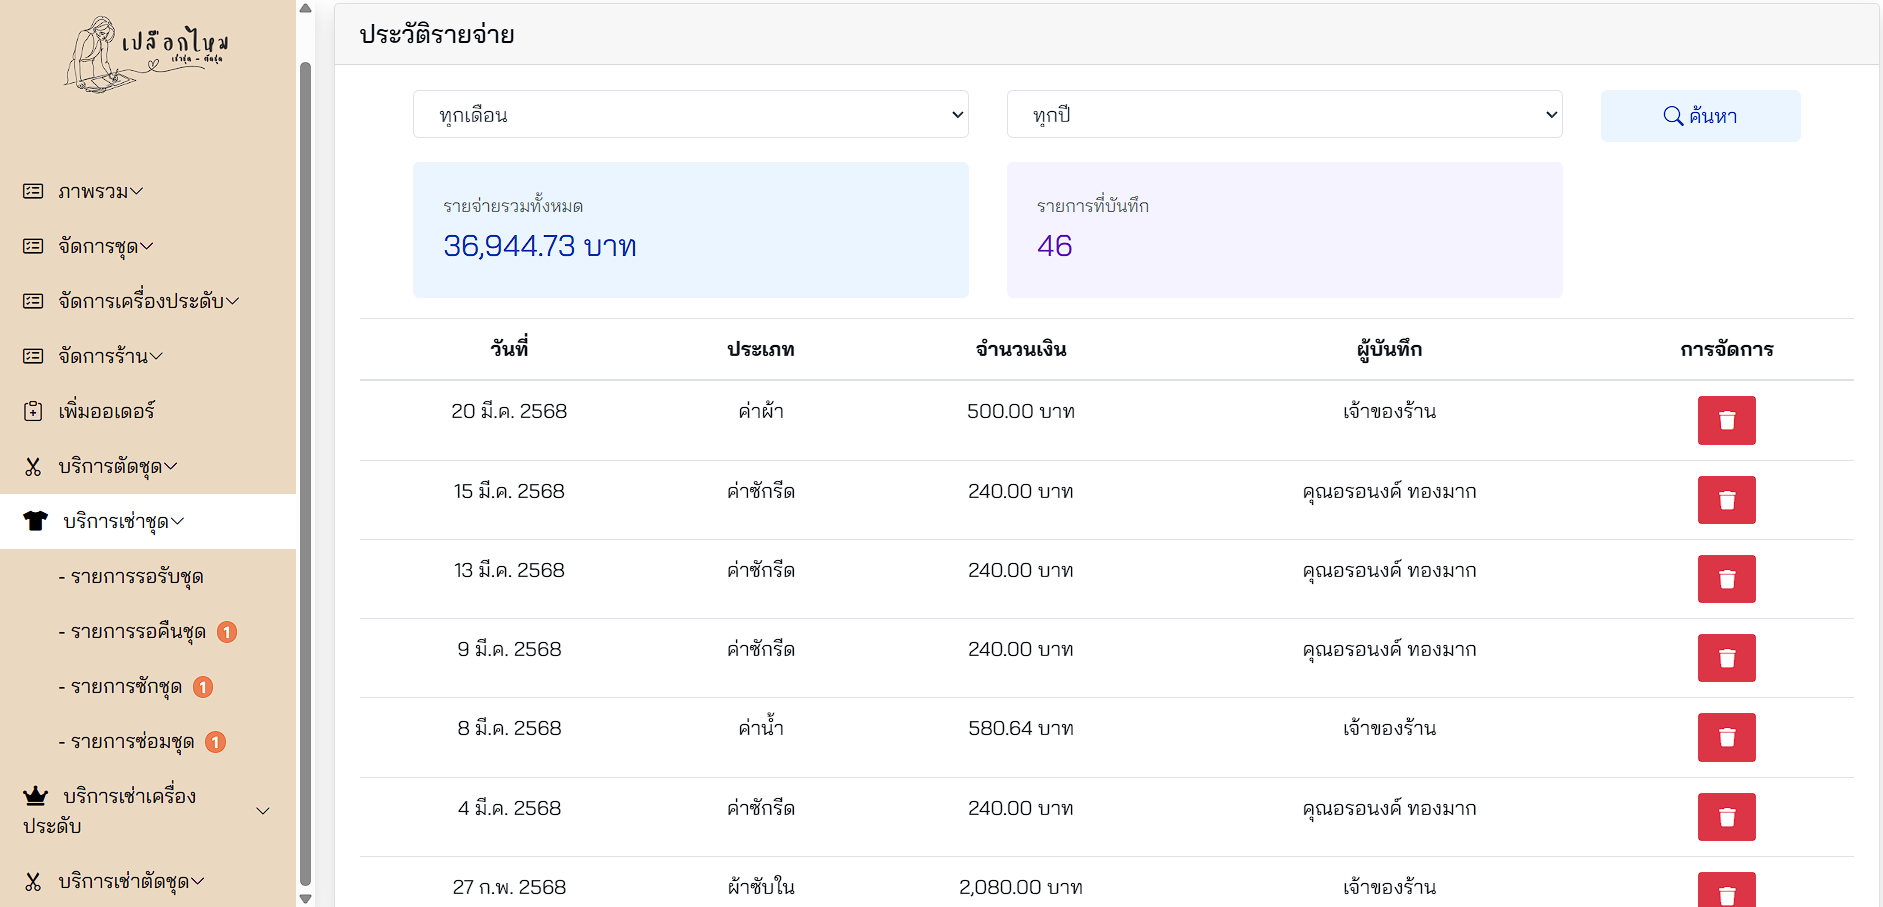 เปลือกไหม
เช่าชุด - ตัดชุด
ภาพรวม
จัดการชุด
จัดการเครื่องประดับ
จัดการร้าน
เพิ่มออเดอร์
บริการตัดชุด
บริการเช่าชุด
- รายการรอรับชุด
- รายการรอคืนชุด 1
- รายการซักชุด 1
- รายการซ่อมชุด 1
บริการเช่าเครื่อง
ประดับ
บริการเช่าตัดชุด
ประวัติรายจ่าย
ทุกเดือน ทุกปี ค้นหา
รายจ่ายรวมทั้งหมด รายการที่บันทึก
36,944.73 บาท 46
วันที่ ประเภท จำนวนเงิน ผู้บันทึก การจัดการ
20 มี.ค. 2568 ค่าผ้า 500.00 บาท เจ้าของร้าน
15 มี.ค. 2568 ค่าซักรีด 240.00 บาท คุณอรอนงค์ ทองมาก
13 มี.ค. 2568 ค่าซักรีด 240.00 บาท คุณอรอนงค์ ทองมาก
9 มี.ค. 2568 ค่าซักรีด 240.00 บาท คุณอรอนงค์ ทองมาก
8 มี.ค. 2568 ค่าน้ำ 580.64 บาท เจ้าของร้าน
4 มี.ค. 2568 ค่าซักรีด 240.00 บาท คุณอรอนงค์ ทองมาก
27 ก.พ. 2568 ผ้าซับใน 2,080.00 บาท เจ้าของร้าน